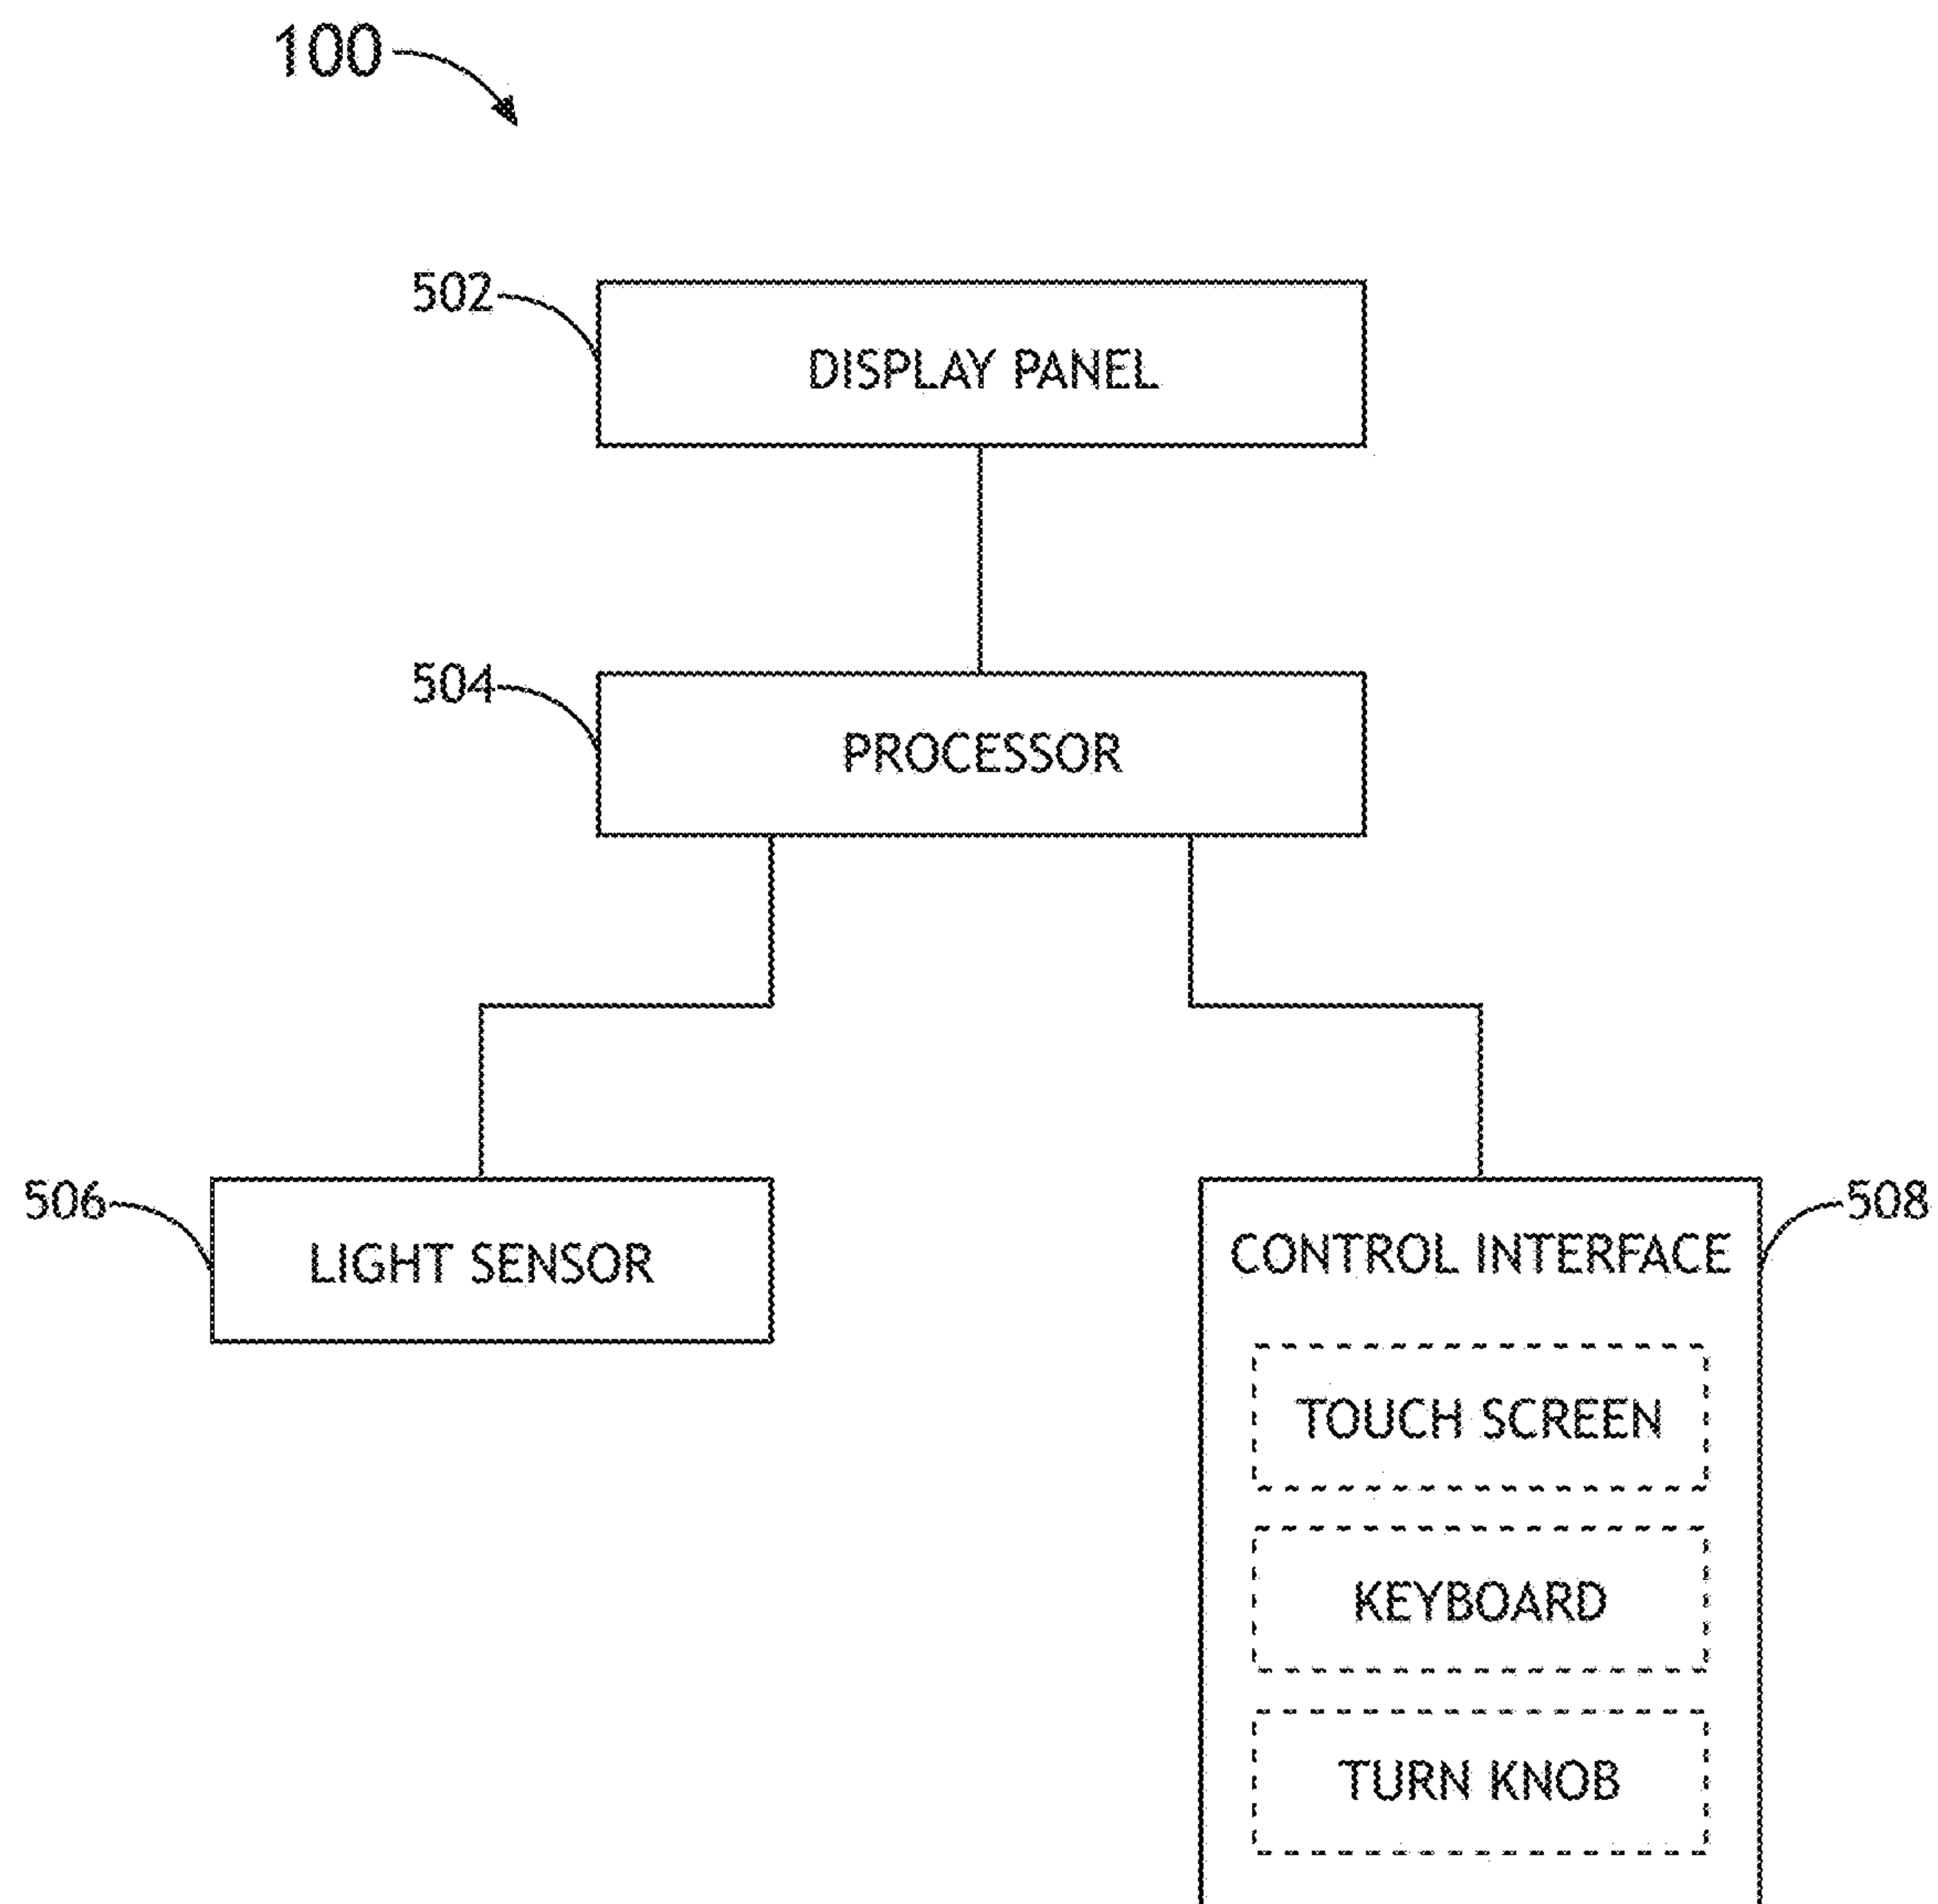 100
502
DISPLAY PANEL
504
PROCESSOR
506
LIGHT SENSOR
508
CONTROL INTERFACE
TOUCH SCREEN
KEYBOARD
TURN KNOB